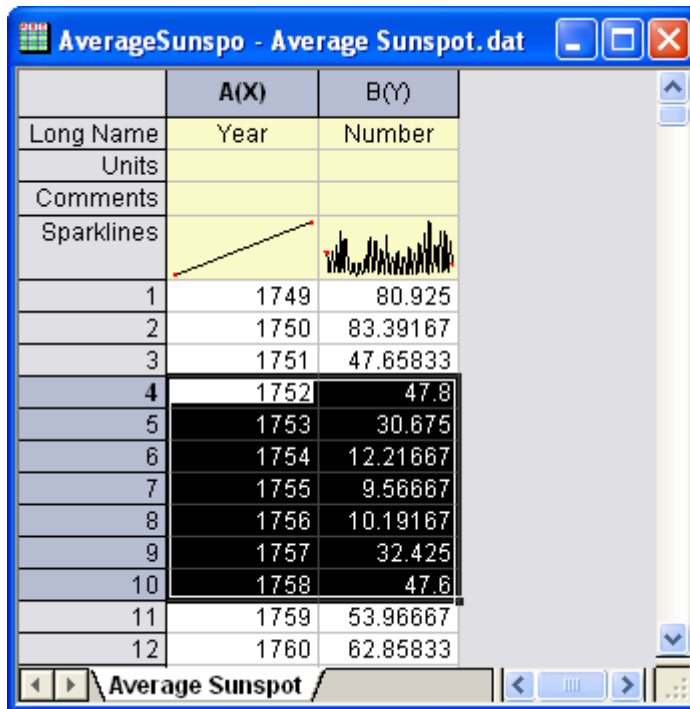 AverageSunspo - Average Sunspot.dat
A(X) B(Y)
Long Name Year Number
Units
Comments
Sparklines
1 1749 80.925
2 1750 83.39167
3 1751 47.65833
4 1752 47.8
5 1753 30.675
6 1754 12.21667
7 1755 9.56667
8 1756 10.19167
9 1757 32.425
10 1758 47.6
11 1759 53.96667
12 1760 62.85833
Average Sunspot